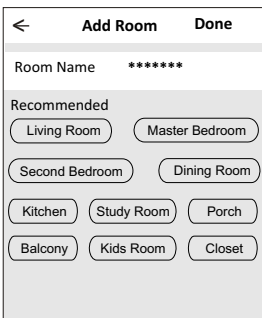 ← Add Room Done
Room Name *******
Recommended
Living Room Master Bedroom
Second Bedroom Dining Room
Kitchen Study Room Porch
Balcony Kids Room Closet